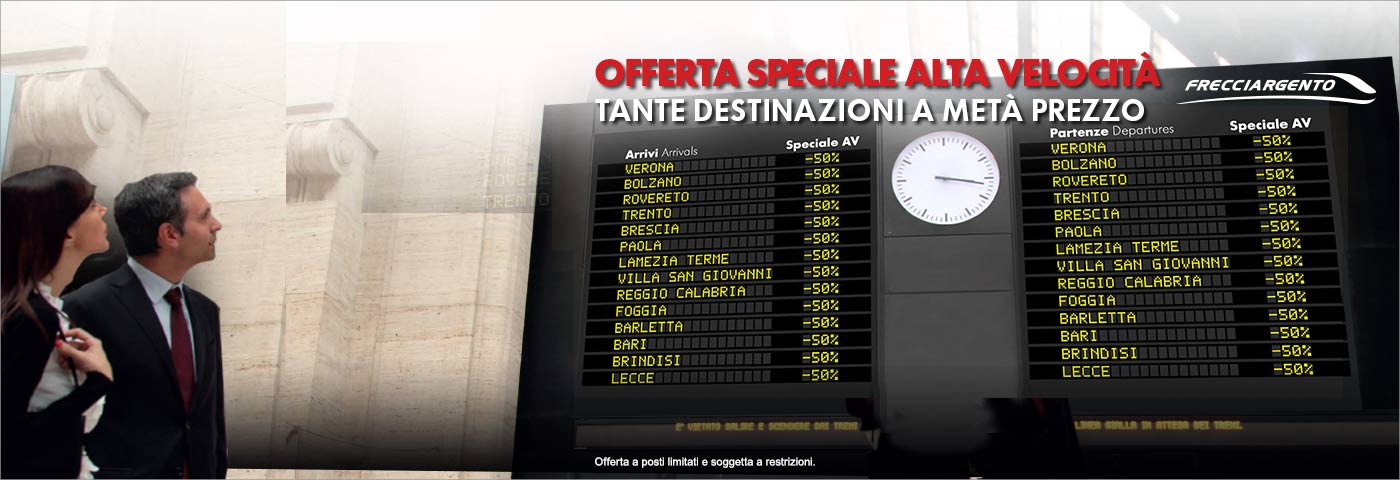 OFFERTA SPECIALE ALTA VELOCITÀ
TANTE DESTINAZIONI A METÀ PREZZO
FRECCIARGENTO
Arrivi Arrivals Speciale AV
VERONA -50%
BOLZANO -50%
ROVERETO -50%
TRENTO -50%
BRESCIA -50%
PAOLA -50%
LAMEZIA TERME -50%
VILLA SAN GIOVANNI -50%
REGGIO CALABRIA -50%
FOGGIA -50%
BARLETTA -50%
BARI -50%
BRINDISI -50%
LECCE -50%
Partenze Departures Speciale AV
VERONA -50%
BOLZANO -50%
ROVERETO -50%
TRENTO -50%
BRESCIA -50%
PAOLA -50%
LAMEZIA TERME -50%
VILLA SAN GIOVANNI -50%
REGGIO CALABRIA -50%
FOGGIA -50%
BARLETTA -50%
BARI -50%
BRINDISI -50%
LECCE -50%
ROVERE
TRENTO
E' VIETATO SALIRE E SCENDERE DAI TRENI
LINEA GIALLA IN ATTESA DEI TRENI.
Offerta a posti limitati e soggetta a restrizioni.